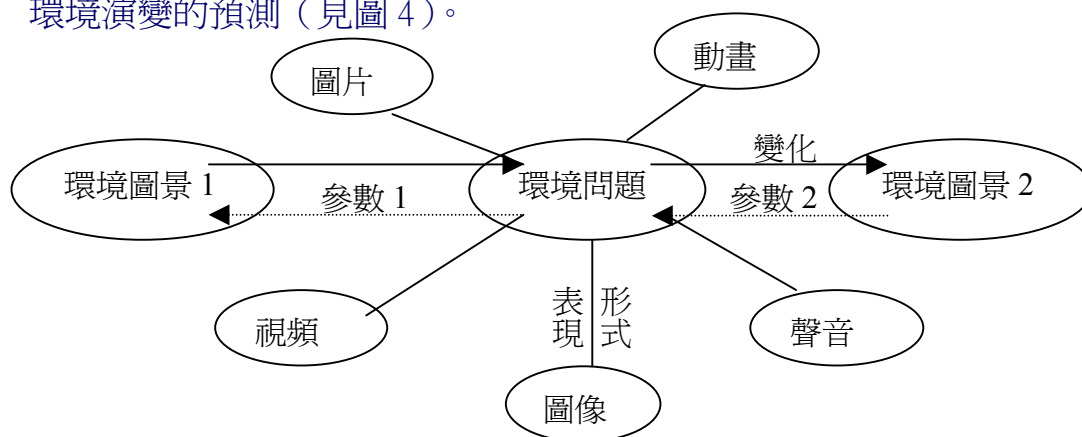 環境演變的預測（見圖 4）。
動畫
圖片
變化
環境圖景 1
環境問題
環境圖景 2
參數 1
參數 2
表現
形式
視頻
聲音
圖像